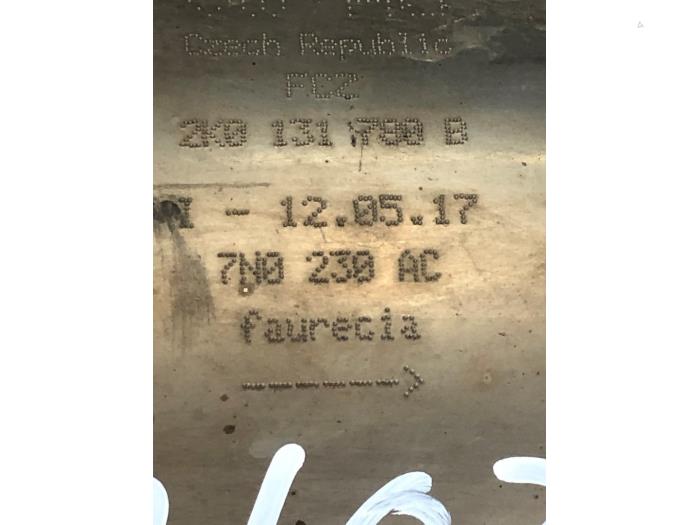 Czech Republic
FCZ
2K0 131 700 B
I - 12.05.17
7N0 230 AC
faurecia